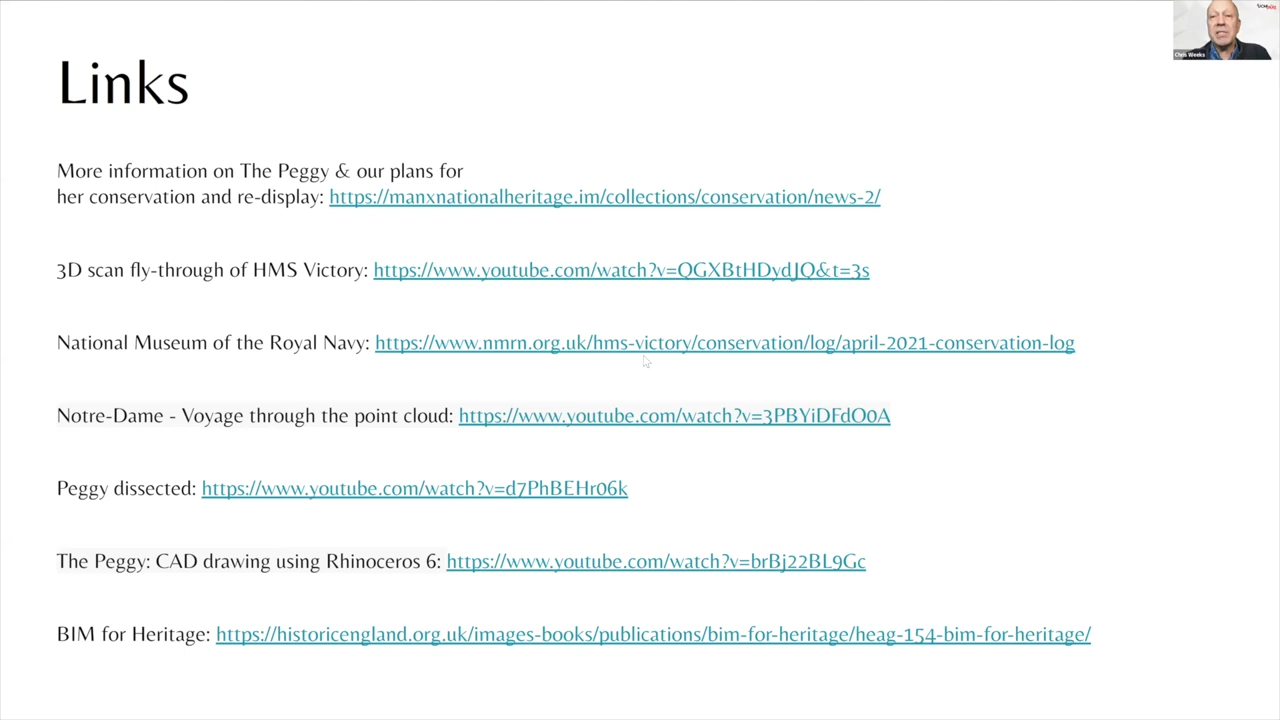 Links
More information on The Peggy & our plans for
her conservation and re-display: https://manxnationalheritage.im/collections/conservation/news-2/
3D scan fly-through of HMS Victory: https://www.youtube.com/watch?v=QGXBtHDydJQ&t=3s
National Museum of the Royal Navy: https://www.nmrn.org.uk/hms-victory/conservation/log/april-2021-conservation-log
Notre-Dame - Voyage through the point cloud: https://www.youtube.com/watch?v=3PBYiDFdO0A
Peggy dissected: https://www.youtube.com/watch?v=d7PhBEHr06k
The Peggy: CAD drawing using Rhinoceros 6: https://www.youtube.com/watch?v=brBj22BL9Gc
BIM for Heritage: https://historicengland.org.uk/images-books/publications/bim-for-heritage/heag-154-bim-for-heritage/
Chris Weeks